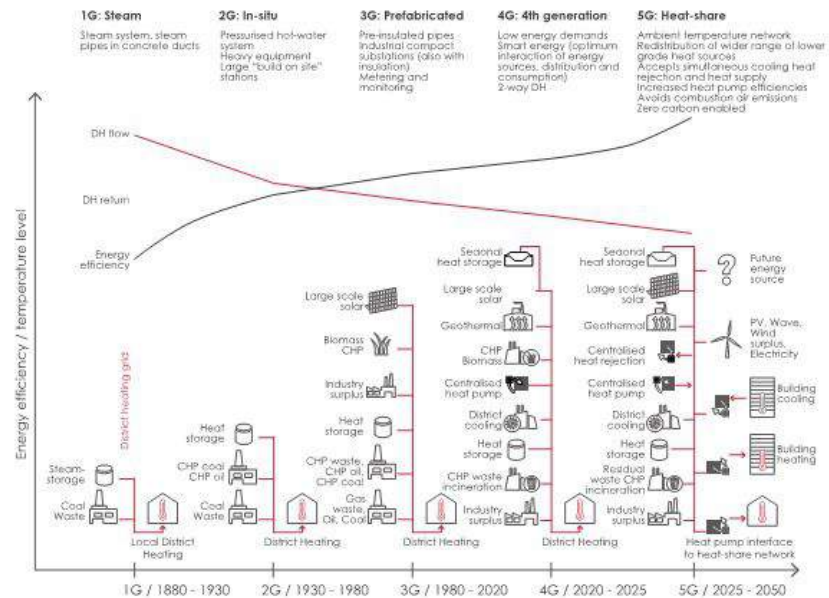 1G: Steam
Steam system, steam
pipes in concrete ducts
2G: In-situ
Pressurised hot-water
system
Heavy equipment
Large "build on site"
stations
3G: Prefabricated
Pre-insulated pipes
Industrial compact
substations (also with
insulation)
Metering and
monitoring
4G: 4th generation
Low energy demands
Smart energy (optimum
interaction of energy
sources, distribution and
consumption)
2-way DH
5G: Heat-share
Ambient temperature network
Redistribution of wider range of lower
grade heat sources
Accepts simultaneous cooling heat
rejection and heat supply
Increased heat pump efficiencies
Avoids combustion air emissions
Zero carbon enabled
Energy efficiency / temperature level
DH flow
DH return
Energy
efficiency
District heating grid
Steam-
storage
Coal
Waste
Local District
Heating
Heat
storage
CHP coal
CHP oil
Coal
Waste
District Heating
Large scale
solar
Biomass
CHP
Industry
surplus
Heat
storage
CHP waste,
CHP oil,
CHP coal
Gas
waste,
Oil, Coal
District Heating
Seaonal
heat storage
Large scale
solar
Geothermal
CHP
Biomass
Centralised
heat pump
District
cooling
Heat
storage
CHP waste
incineration
Industry
surplus
District Heating
Seaonal
heat storage
Large scale
solar
Geothermal
Centralised
heat rejection
Centralised
heat pump
District
cooling
Heat
storage
Residual
waste CHP
incineration
Industry
surplus
?
Future
energy
source
PV, Wave,
Wind
surplus,
Electricity
Building
cooling
Building
heating
Heat pump interface
to heat-share network
1G / 1880 - 1930
2G / 1930 - 1980
3G / 1980 - 2020
4G / 2020 - 2025
5G / 2025 - 2050